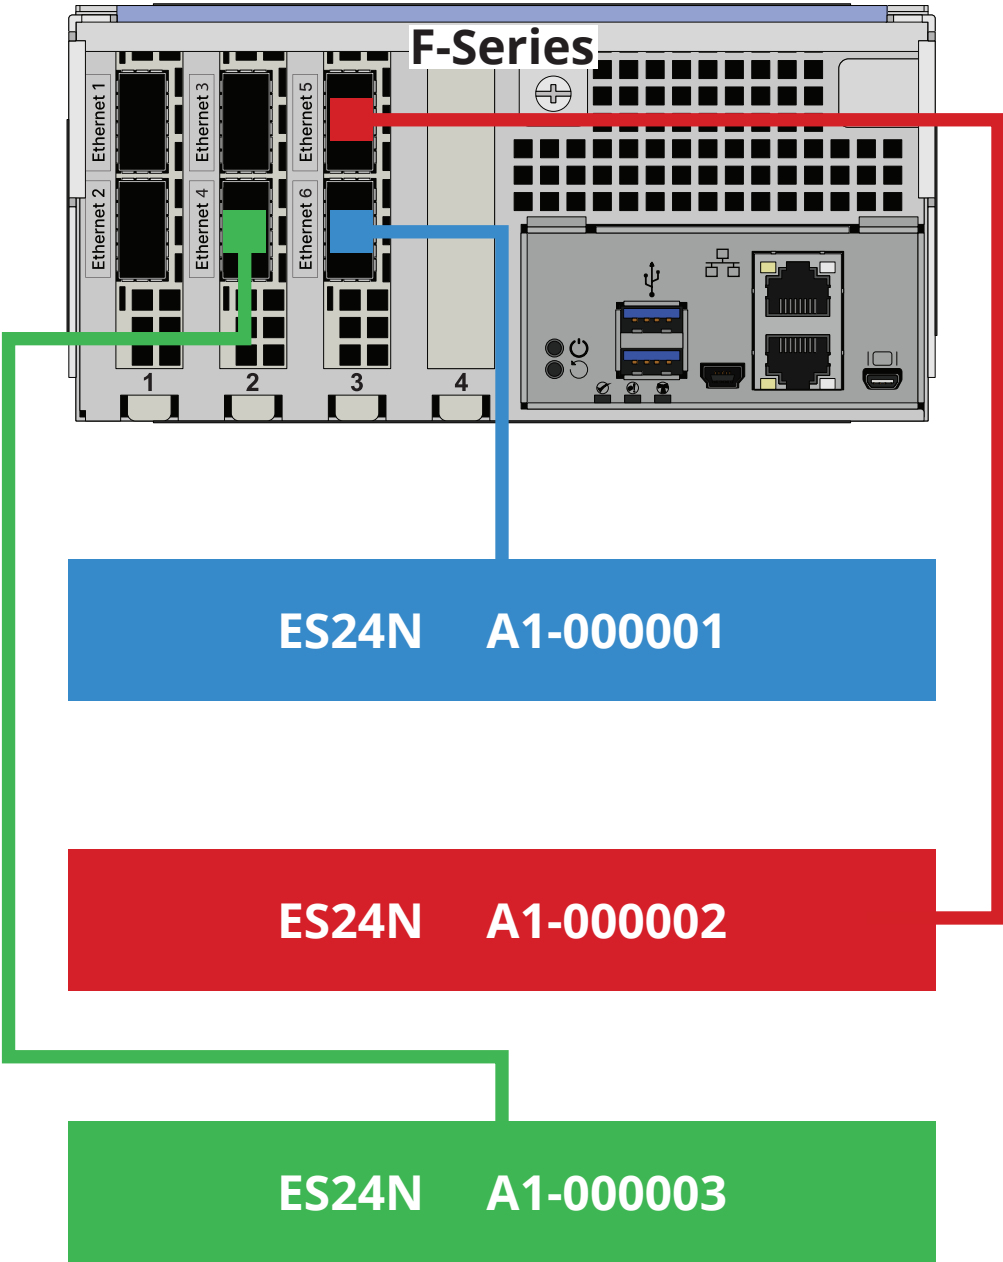 F-Series
Ethernet 1
Ethernet 3
Ethernet 5
Ethernet 2
Ethernet 4
Ethernet 6
1
2
3
4
ES24N A1-000001
ES24N A1-000002
ES24N A1-000003